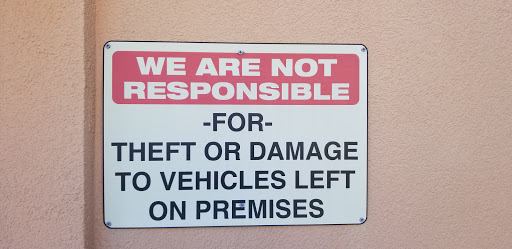 WE ARE NOT
RESPONSIBLE
-FOR-
THEFT OR DAMAGE
TO VEHICLES LEFT
ON PREMISES